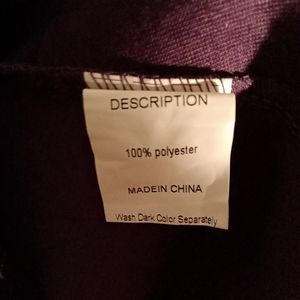 DESCRIPTION
100% polyester
MADEIN CHINA
Wash Dark Color Separately